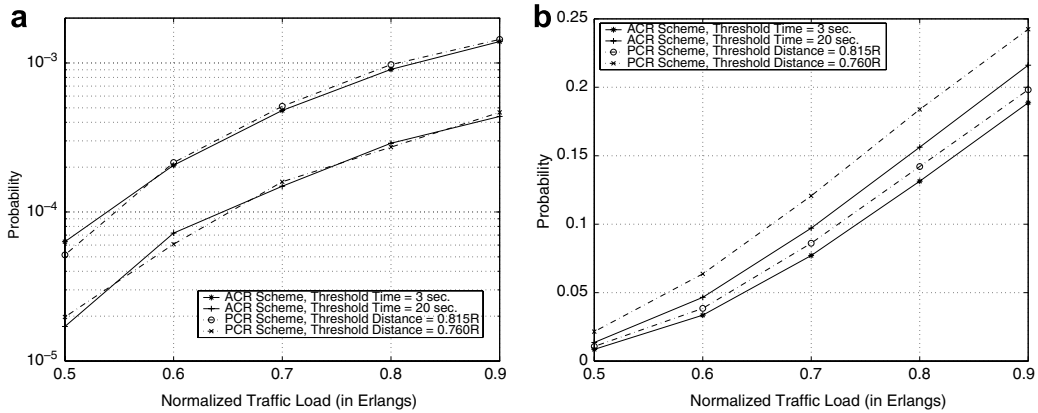 a
10−3
10−4
10−5
Probability
ACR Scheme, Threshold Time = 3 sec.
ACR Scheme, Threshold Time = 20 sec.
PCR Scheme, Threshold Distance = 0.815R
PCR Scheme, Threshold Distance = 0.760R
0.5 0.6 0.7 0.8 0.9
Normalized Traffic Load (in Erlangs)
b
0.25
0.2
0.15
0.1
0.05
0
Probability
ACR Scheme, Threshold Time = 3 sec.
ACR Scheme, Threshold Time = 20 sec.
PCR Scheme, Threshold Distance = 0.815R
PCR Scheme, Threshold Distance = 0.760R
0.5 0.6 0.7 0.8 0.9
Normalized Traffic Load (in Erlangs)